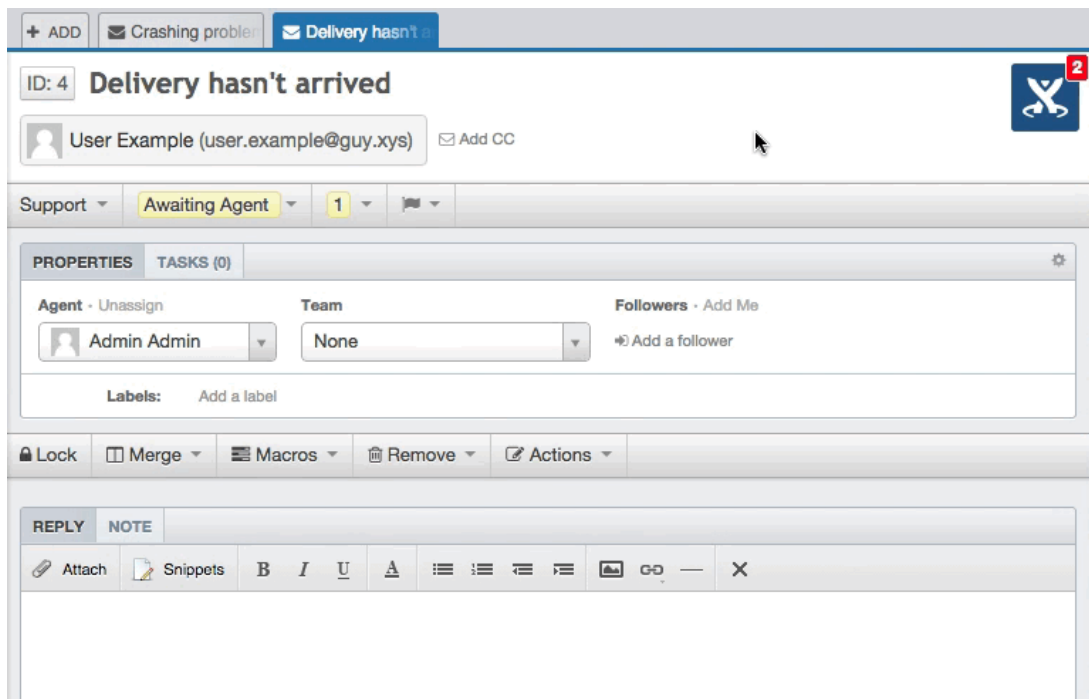 + ADD Crashing proble Delivery hasn't a
ID: 4 Delivery hasn't arrived
2
User Example (user.example@guy.xys) Add CC
Support Awaiting Agent 1
PROPERTIES TASKS (0)
Agent · Unassign Team Followers · Add Me
Admin Admin None Add a follower
Labels: Add a label
Lock Merge Macros Remove Actions
REPLY NOTE
Attach Snippets B I U A